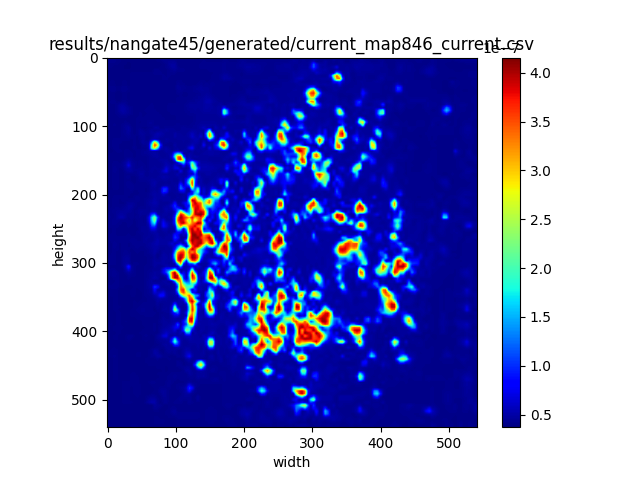 results/nangate45/generated/current_map846_current.csv
1e−7
0
100
200
300
400
500
height
0 100 200 300 400 500
width
4.0
3.5
3.0
2.5
2.0
1.5
1.0
0.5